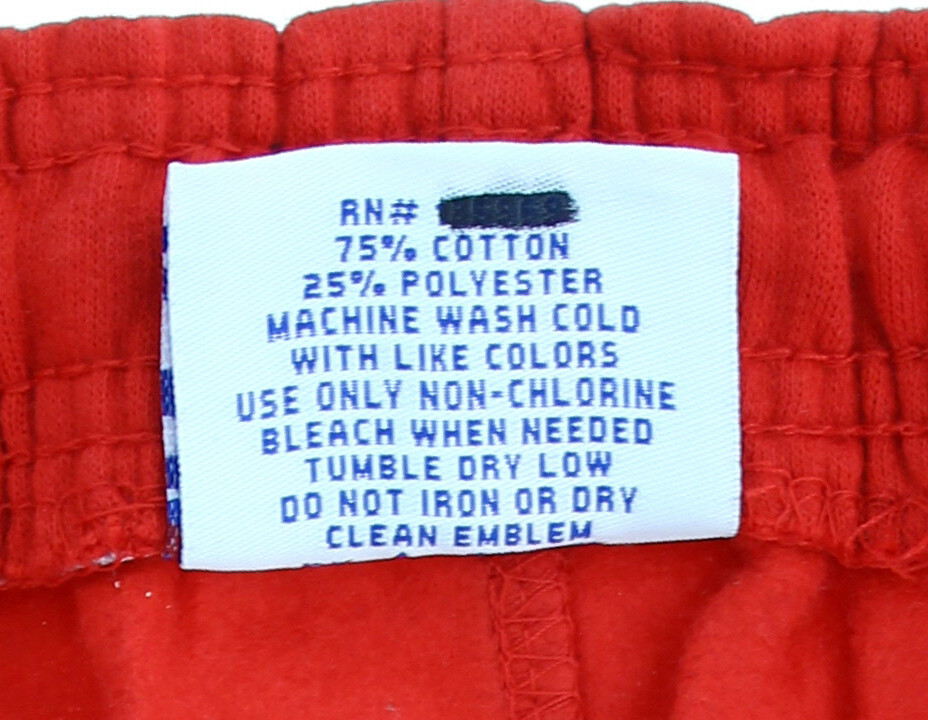 RN#
75% COTTON
25% POLYESTER
MACHINE WASH COLD
WITH LIKE COLORS
USE ONLY NON-CHLORINE
BLEACH WHEN NEEDED
TUMBLE DRY LOW
DO NOT IRON OR DRY
CLEAN EMBLEM